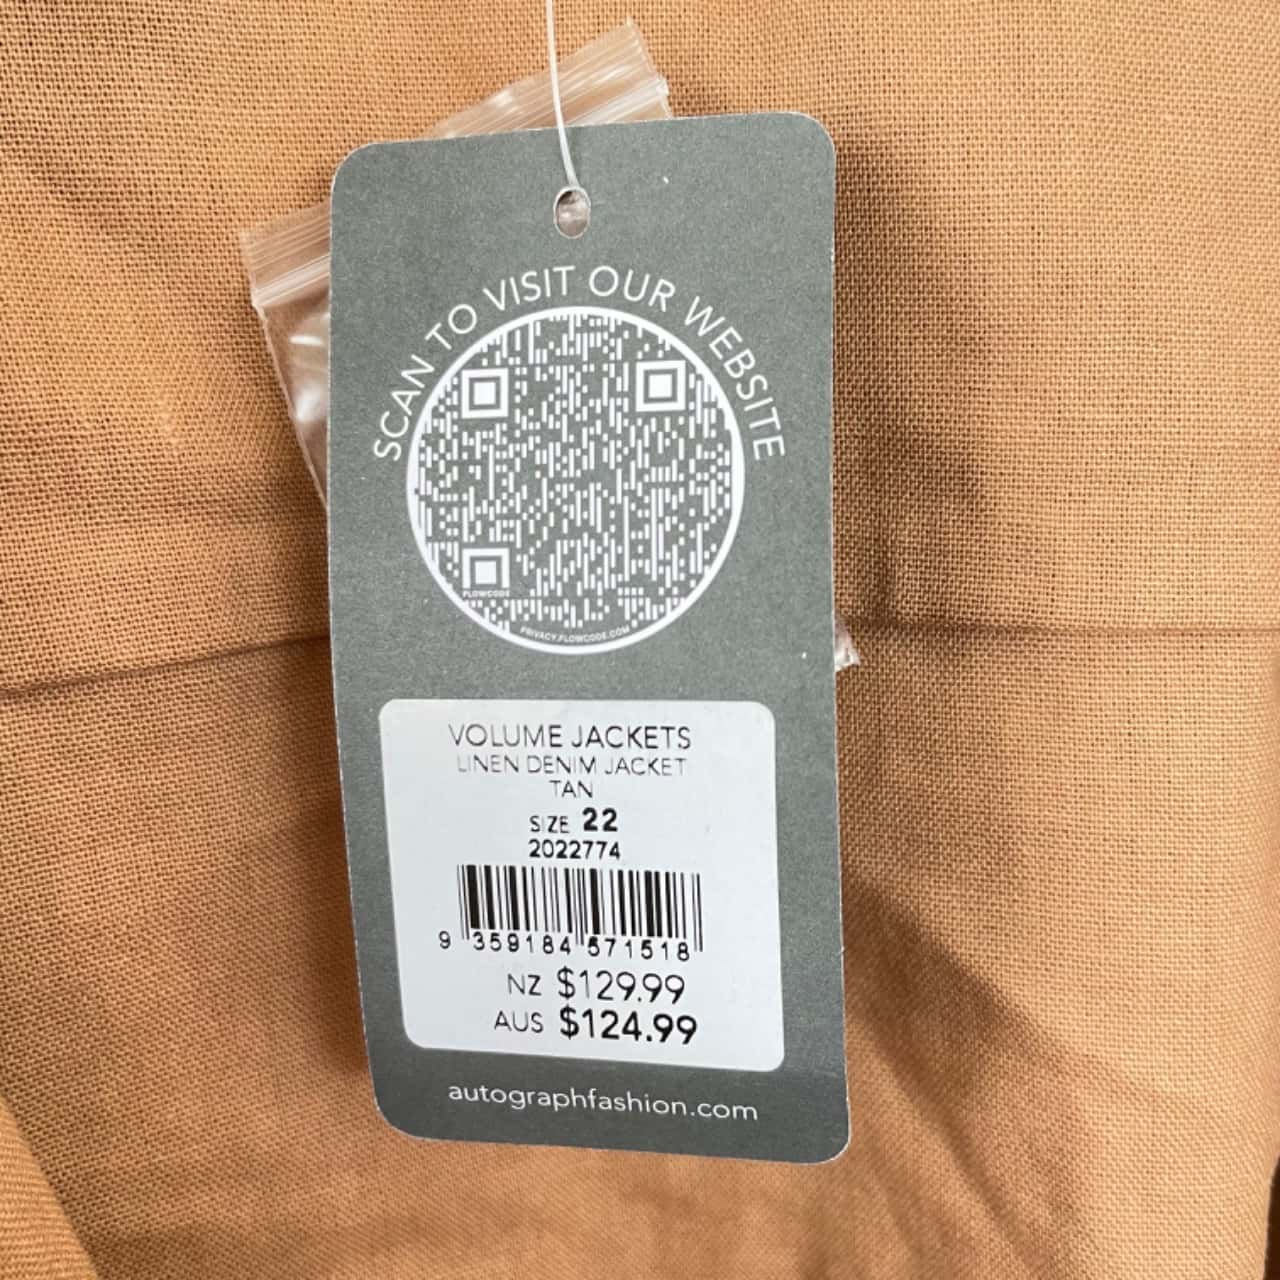 SCAN TO VISIT OUR WEBSITE
FLOWCODE
PRIVACY.FLOWCODE.COM
VOLUME JACKETS
LINEN DENIM JACKET
TAN
SIZE 22
2022774
9 359184 571518
NZ $129.99
AUS $124.99
autographfashion.com